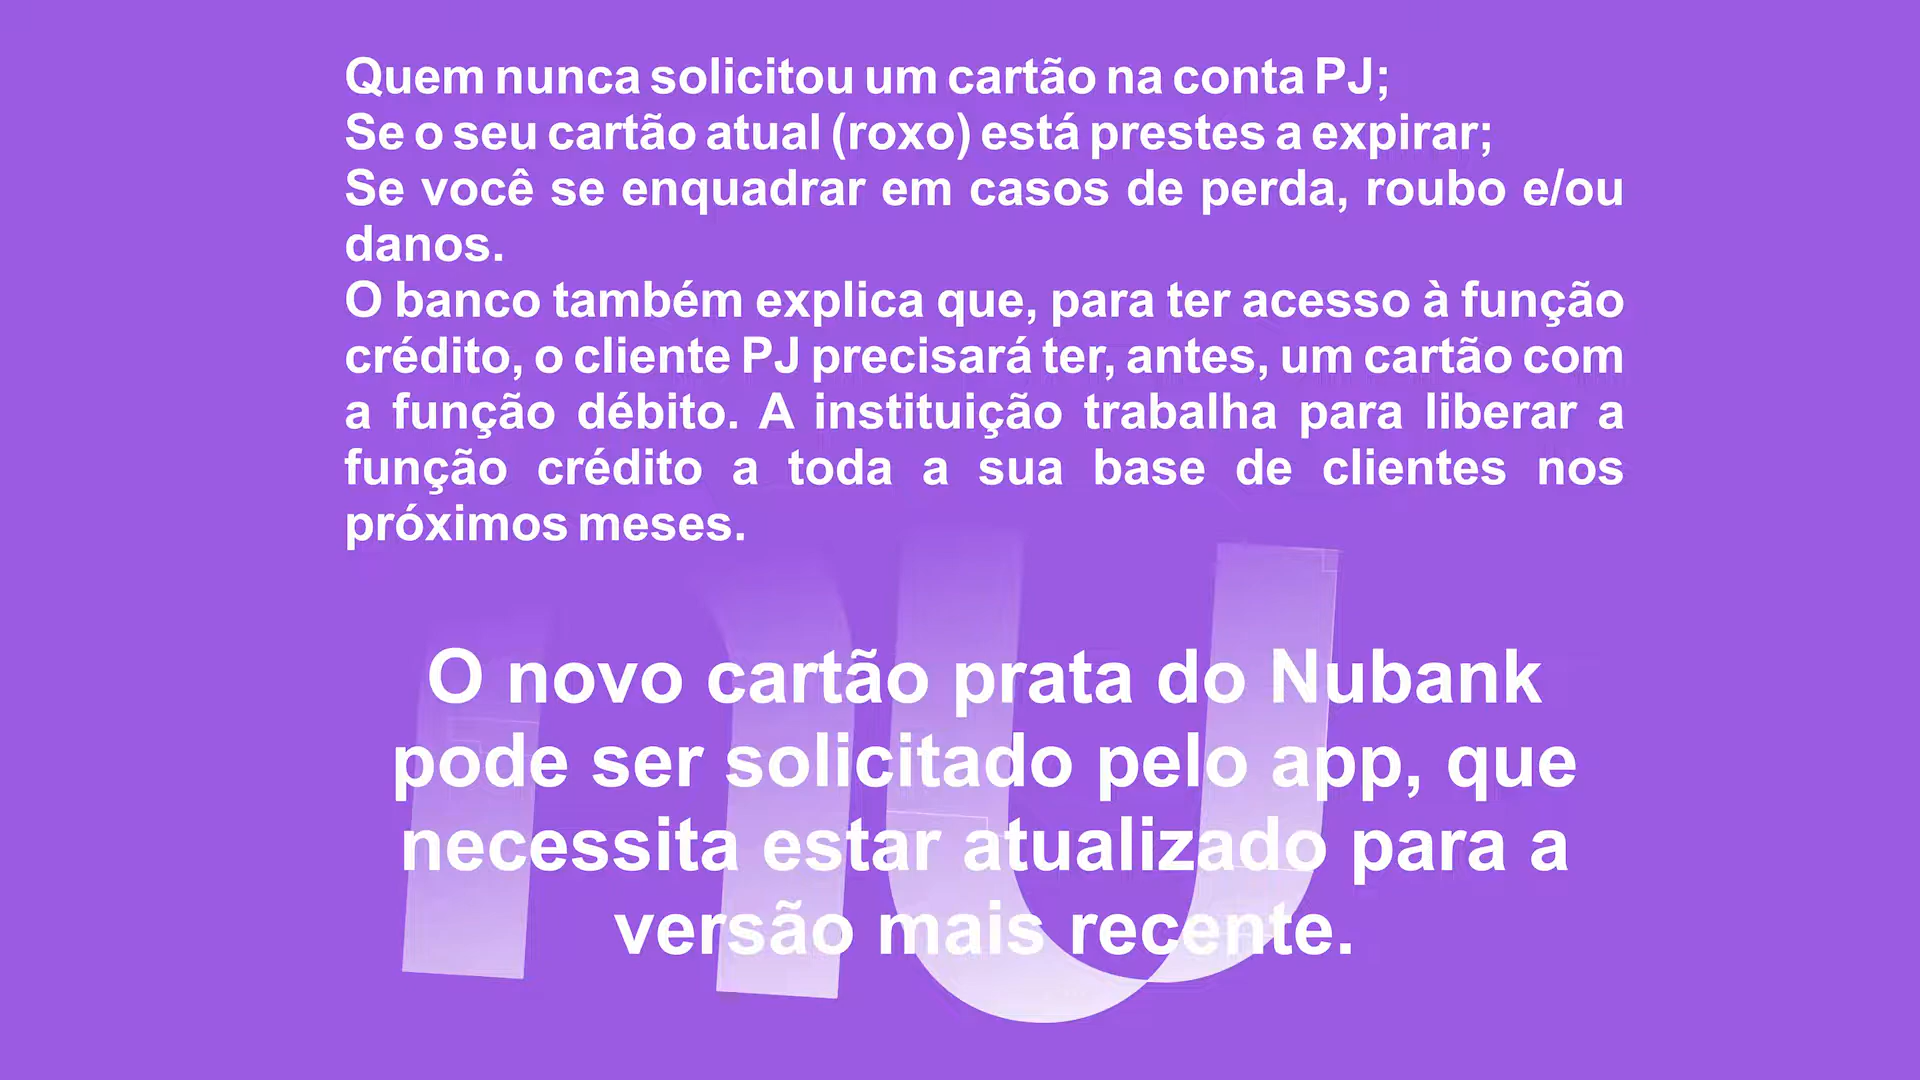 Quem nunca solicitou um cartão na conta PJ;
Se o seu cartão atual (roxo) está prestes a expirar;
Se você se enquadrar em casos de perda, roubo e/ou
danos.
O banco também explica que, para ter acesso à função
crédito, o cliente PJ precisará ter, antes, um cartão com
a função débito. A instituição trabalha para liberar a
função crédito a toda a sua base de clientes nos
próximos meses.
O novo cartão prata do Nubank
pode ser solicitado pelo app, que
necessita estar atualizado para a
versão mais recente.
nu